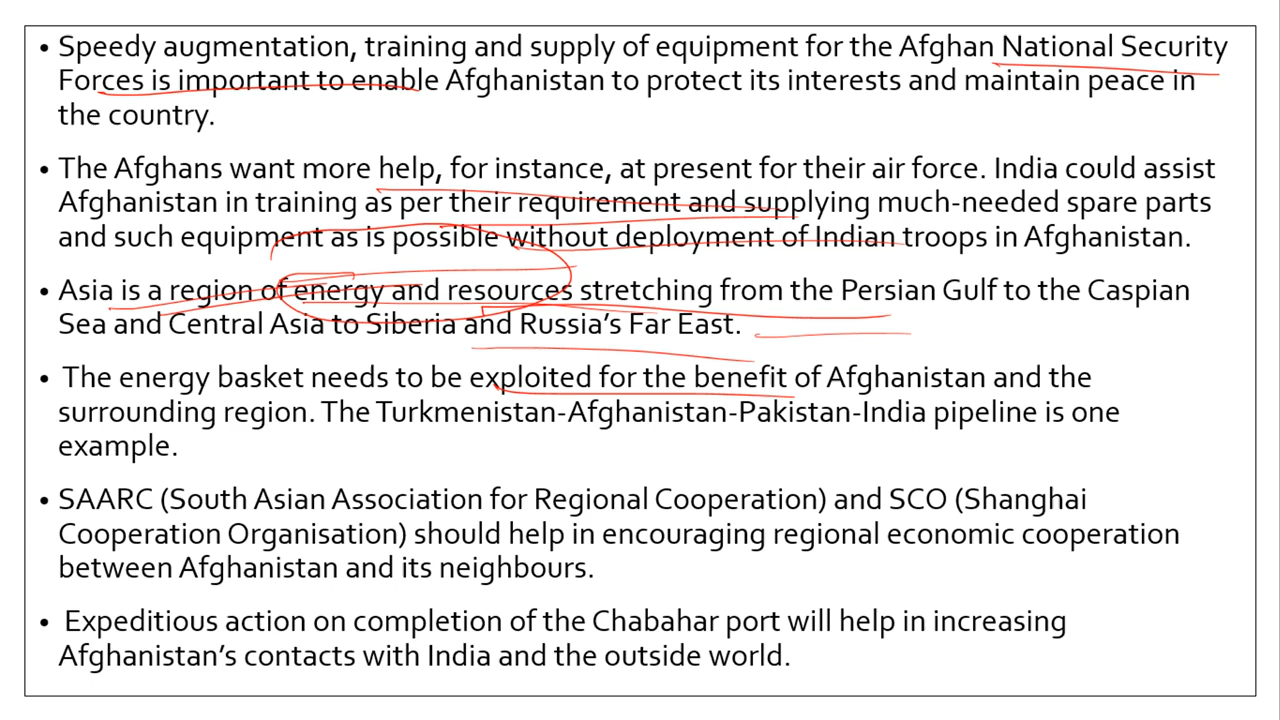 • Speedy augmentation, training and supply of equipment for the Afghan National Security
Forces is important to enable Afghanistan to protect its interests and maintain peace in
the country.
• The Afghans want more help, for instance, at present for their air force. India could assist
Afghanistan in training as per their requirement and supplying much-needed spare parts
and such equipment as is possible without deployment of Indian troops in Afghanistan.
• Asia is a region of energy and resources stretching from the Persian Gulf to the Caspian
Sea and Central Asia to Siberia and Russia's Far East.
• The energy basket needs to be exploited for the benefit of Afghanistan and the
surrounding region. The Turkmenistan-Afghanistan-Pakistan-India pipeline is one
example.
• SAARC (South Asian Association for Regional Cooperation) and SCO (Shanghai
Cooperation Organisation) should help in encouraging regional economic cooperation
between Afghanistan and its neighbours.
• Expeditious action on completion of the Chabahar port will help in increasing
Afghanistan's contacts with India and the outside world.